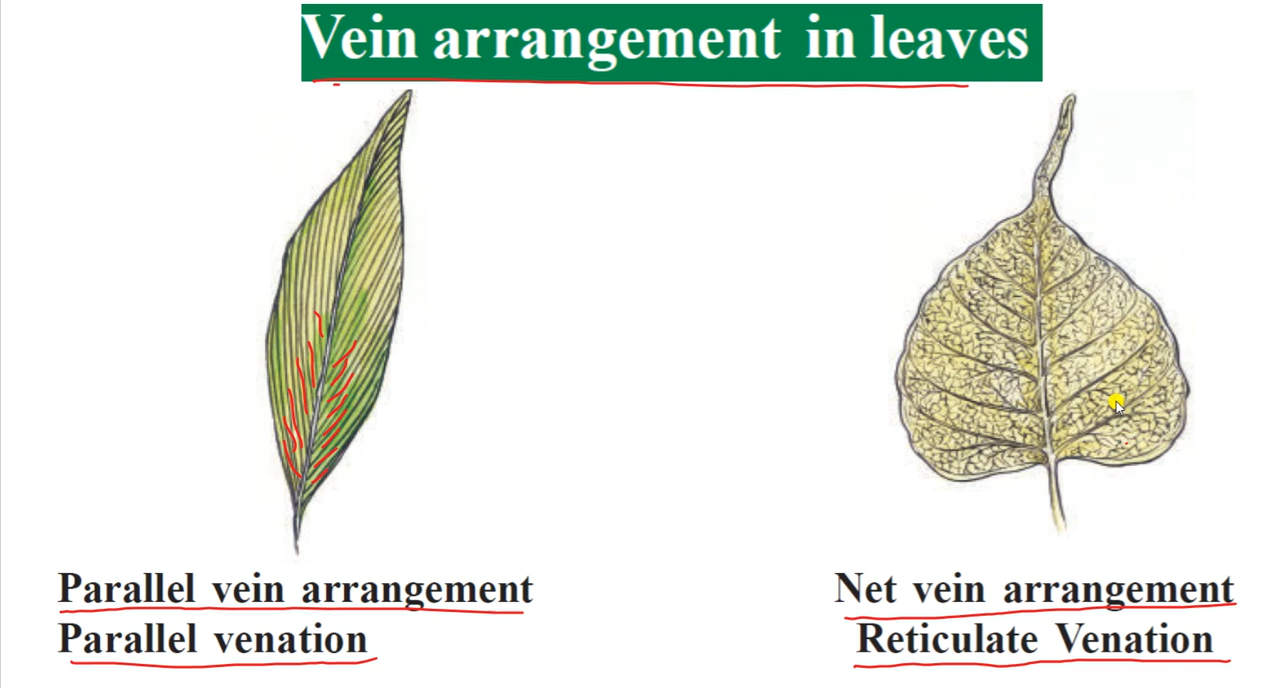 Vein arrangement in leaves
Parallel vein arrangement
Parallel venation
Net vein arrangement
Reticulate Venation